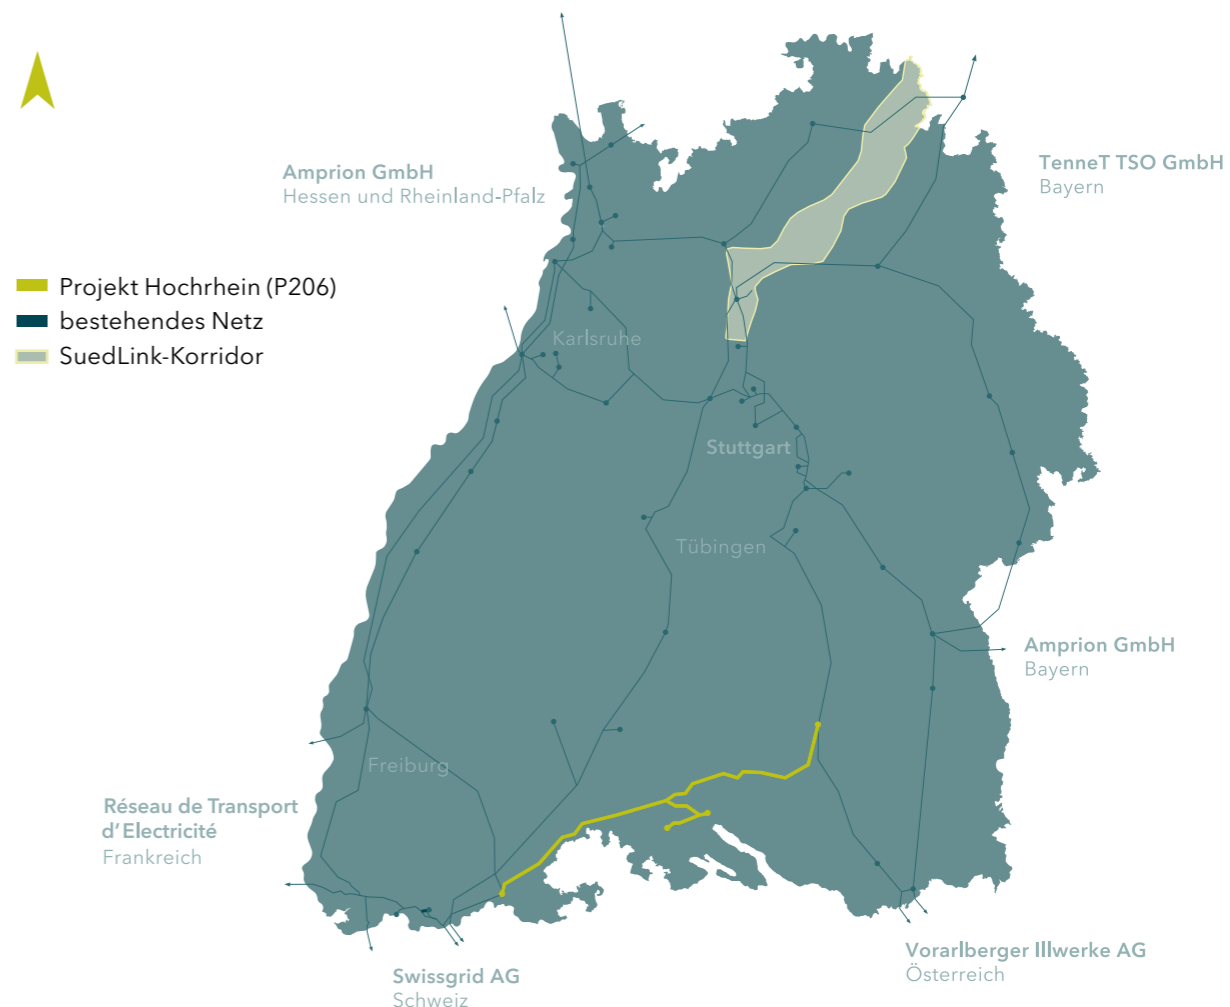 Amprion GmbH
Hessen und Rheinland-Pfalz
TenneT TSO GmbH
Bayern
Projekt Hochrhein (P206)
bestehendes Netz
SuedLink-Korridor
Karlsruhe
Stuttgart
Tübingen
Amprion GmbH
Bayern
Freiburg
Réseau de Transport
d'Electricité
Frankreich
Vorarlberger Illwerke AG
Österreich
Swissgrid AG
Schweiz